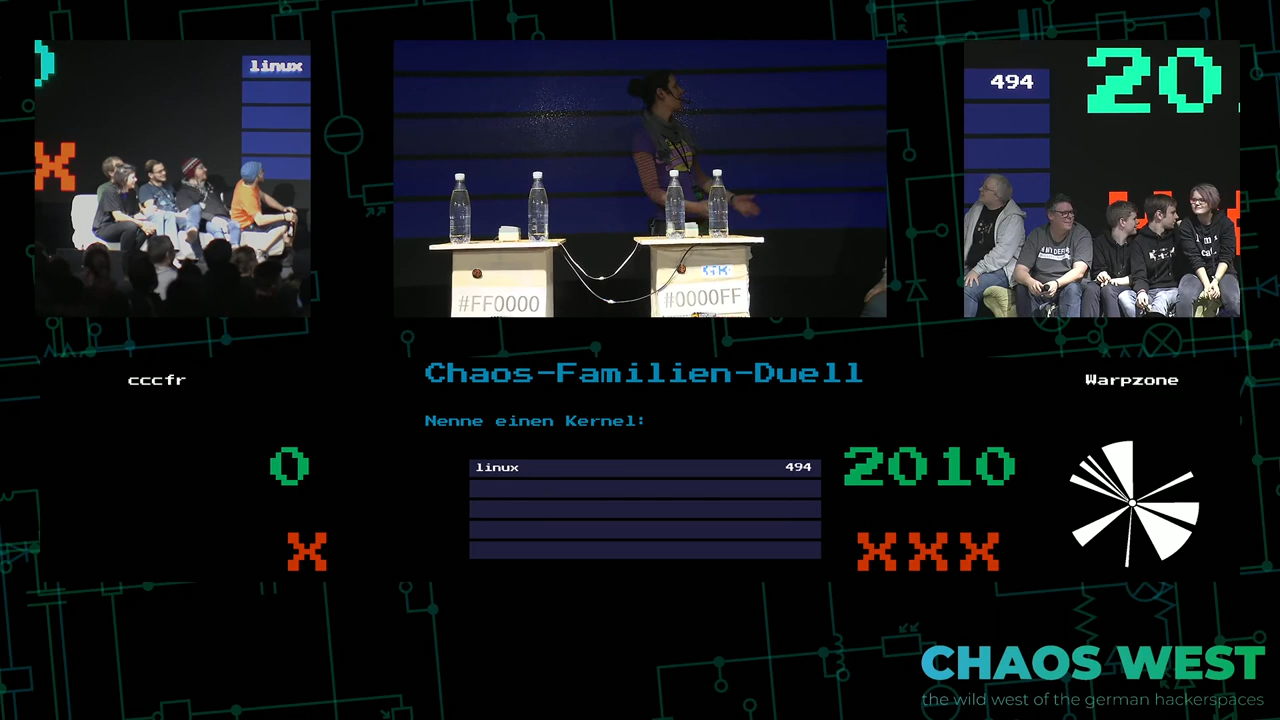 linux
494
20
X
#FF0000
#0000FF
cccfr
Chaos-Familien-Duell
Warpzone
Nenne einen Kernel:
0
linux 494
2010
X
XXX
CHAOS WEST
the wild west of the german hackerspaces